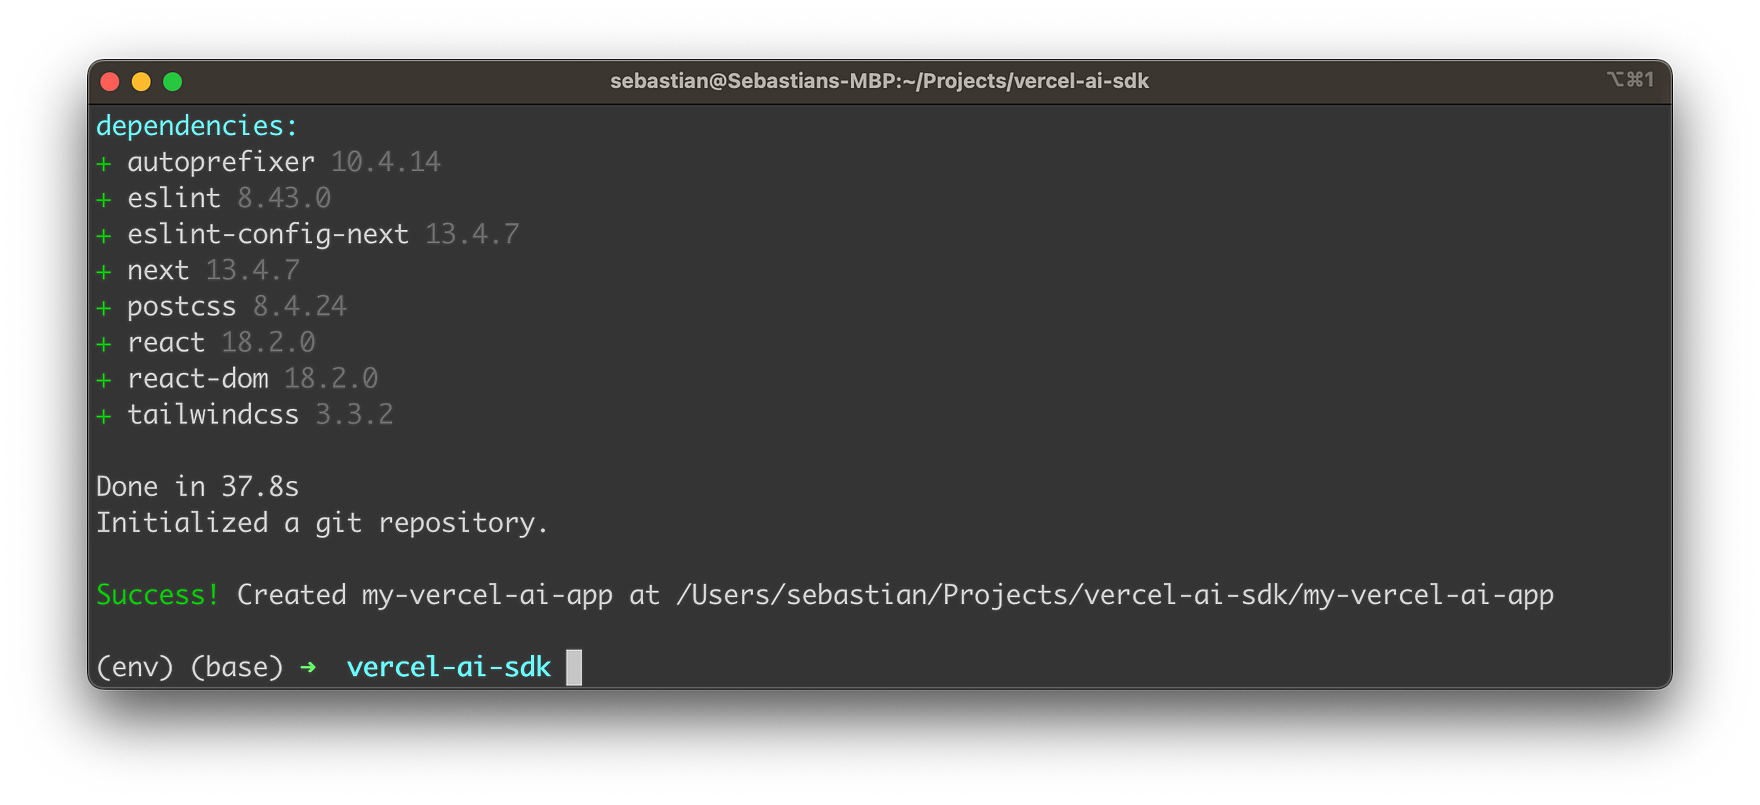 sebastian@Sebastians-MBP:~/Projects/vercel-ai-sdk ⌥⌘1
dependencies:
+ autoprefixer 10.4.14
+ eslint 8.43.0
+ eslint-config-next 13.4.7
+ next 13.4.7
+ postcss 8.4.24
+ react 18.2.0
+ react-dom 18.2.0
+ tailwindcss 3.3.2
Done in 37.8s
Initialized a git repository.
Success! Created my-vercel-ai-app at /Users/sebastian/Projects/vercel-ai-sdk/my-vercel-ai-app
(env) (base) ➜ vercel-ai-sdk